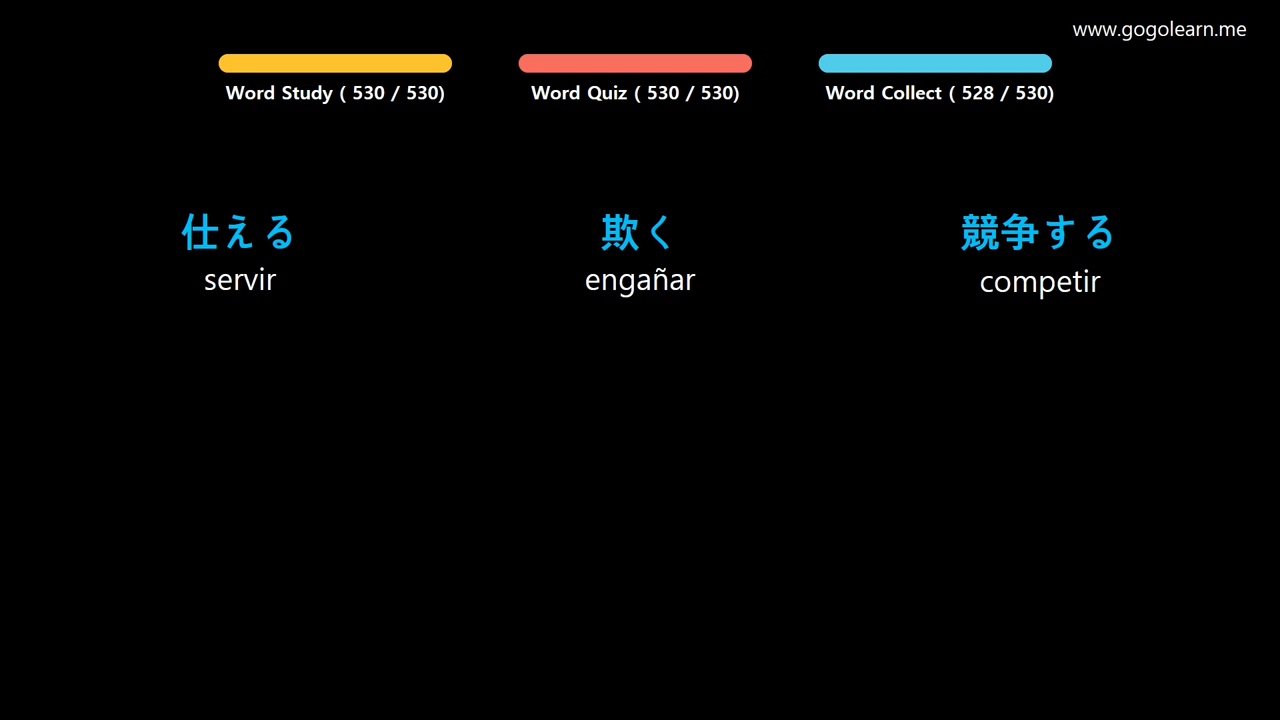 www.gogolearn.me
Word Study ( 530 / 530)
Word Quiz ( 530 / 530)
Word Collect ( 528 / 530)
仕える
servir
欺く
engañar
競争する
competir